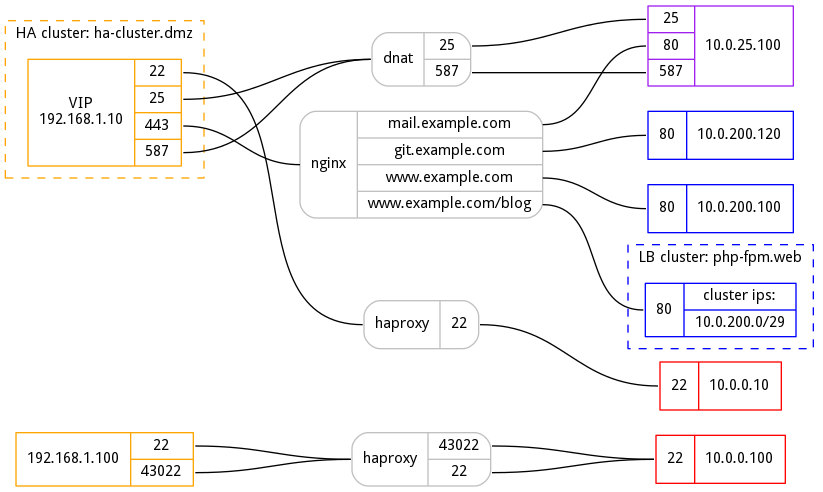 HA cluster: ha-cluster.dmz
VIP
192.168.1.10
22
25
443
587
dnat
25
587
25
80
587
10.0.25.100
nginx
mail.example.com
git.example.com
www.example.com
www.example.com/blog
80
10.0.200.120
80
10.0.200.100
LB cluster: php-fpm.web
80
cluster ips:
10.0.200.0/29
haproxy
22
22
10.0.0.10
192.168.1.100
22
43022
haproxy
43022
22
22
10.0.0.100